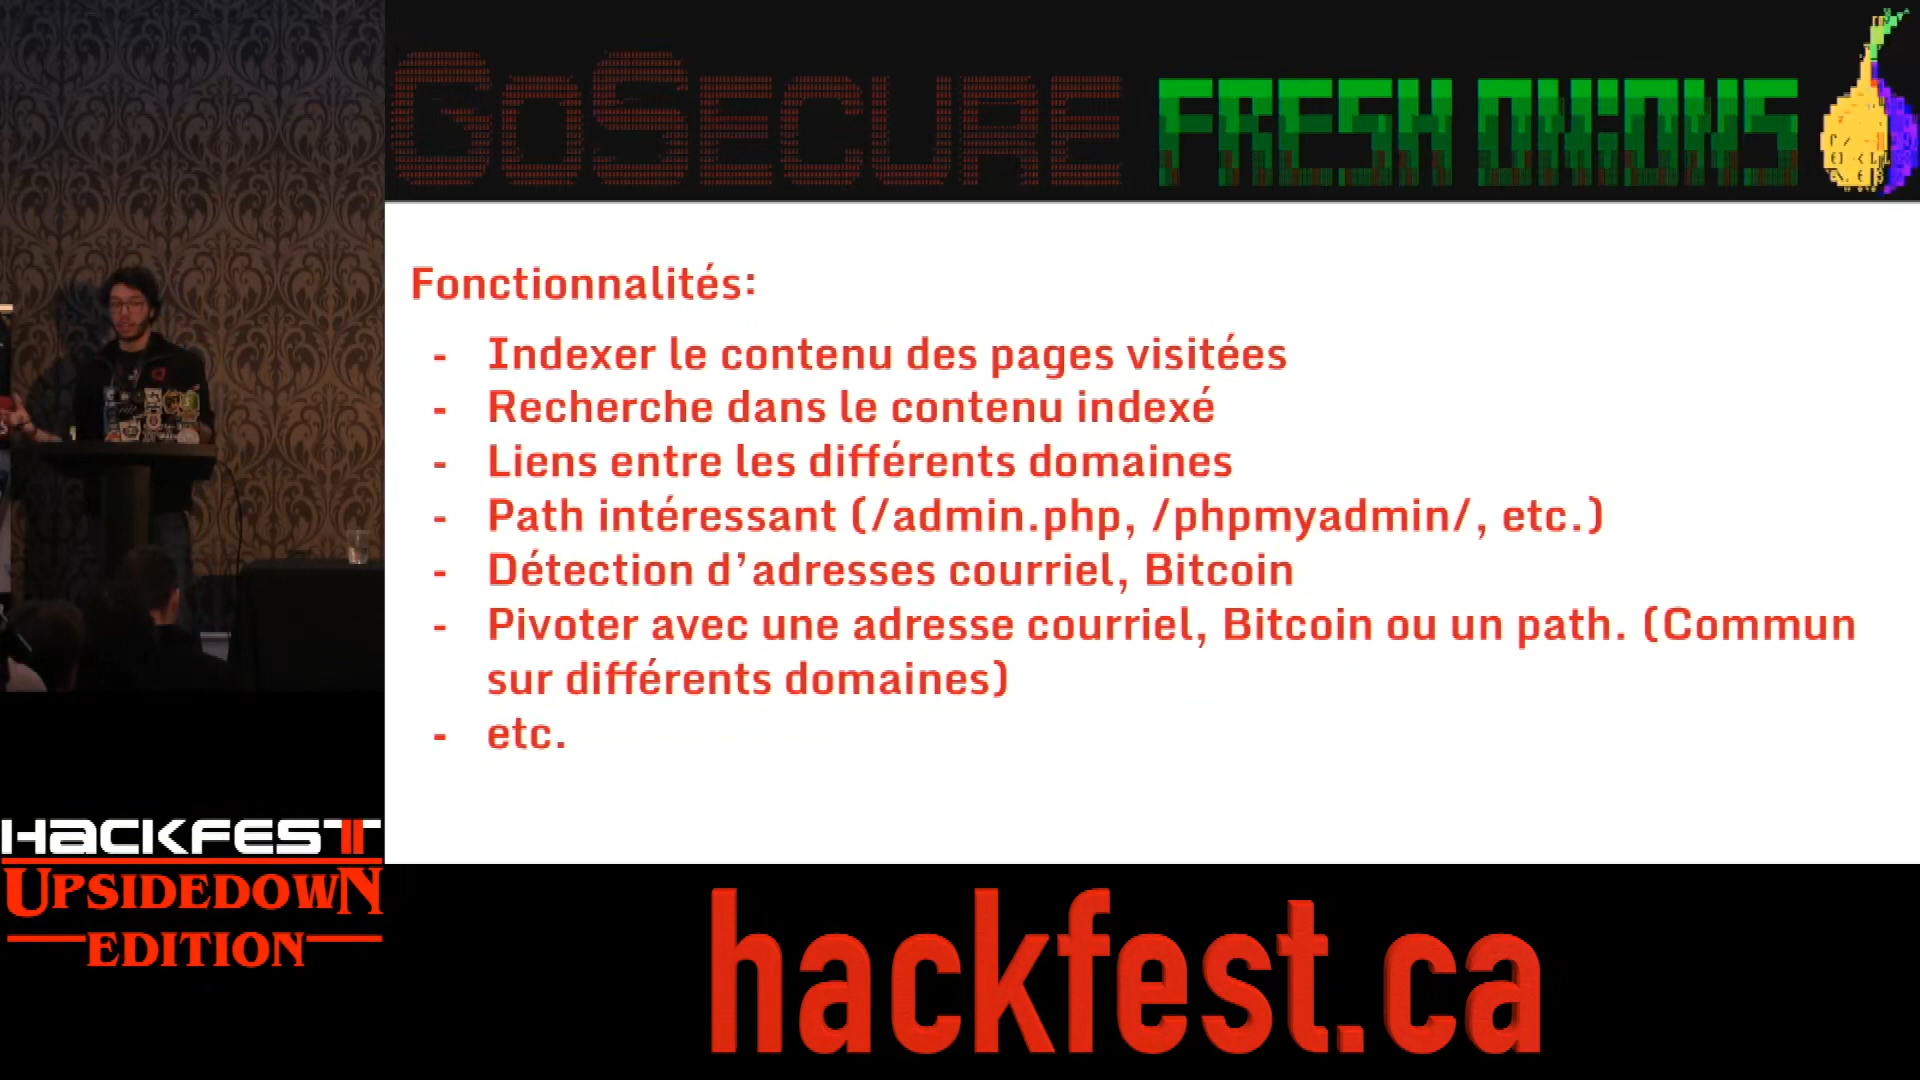 GoSecure FRESH ONIONS
Fonctionnalités:
- Indexer le contenu des pages visitées
- Recherche dans le contenu indexé
- Liens entre les différents domaines
- Path intéressant (/admin.php, /phpmyadmin/, etc.)
- Détection d’adresses courriel, Bitcoin
- Pivoter avec une adresse courriel, Bitcoin ou un path. (Commun
sur différents domaines)
- etc.
HACKFEST
UPSIDEDOWN
EDITION
hackfest.ca